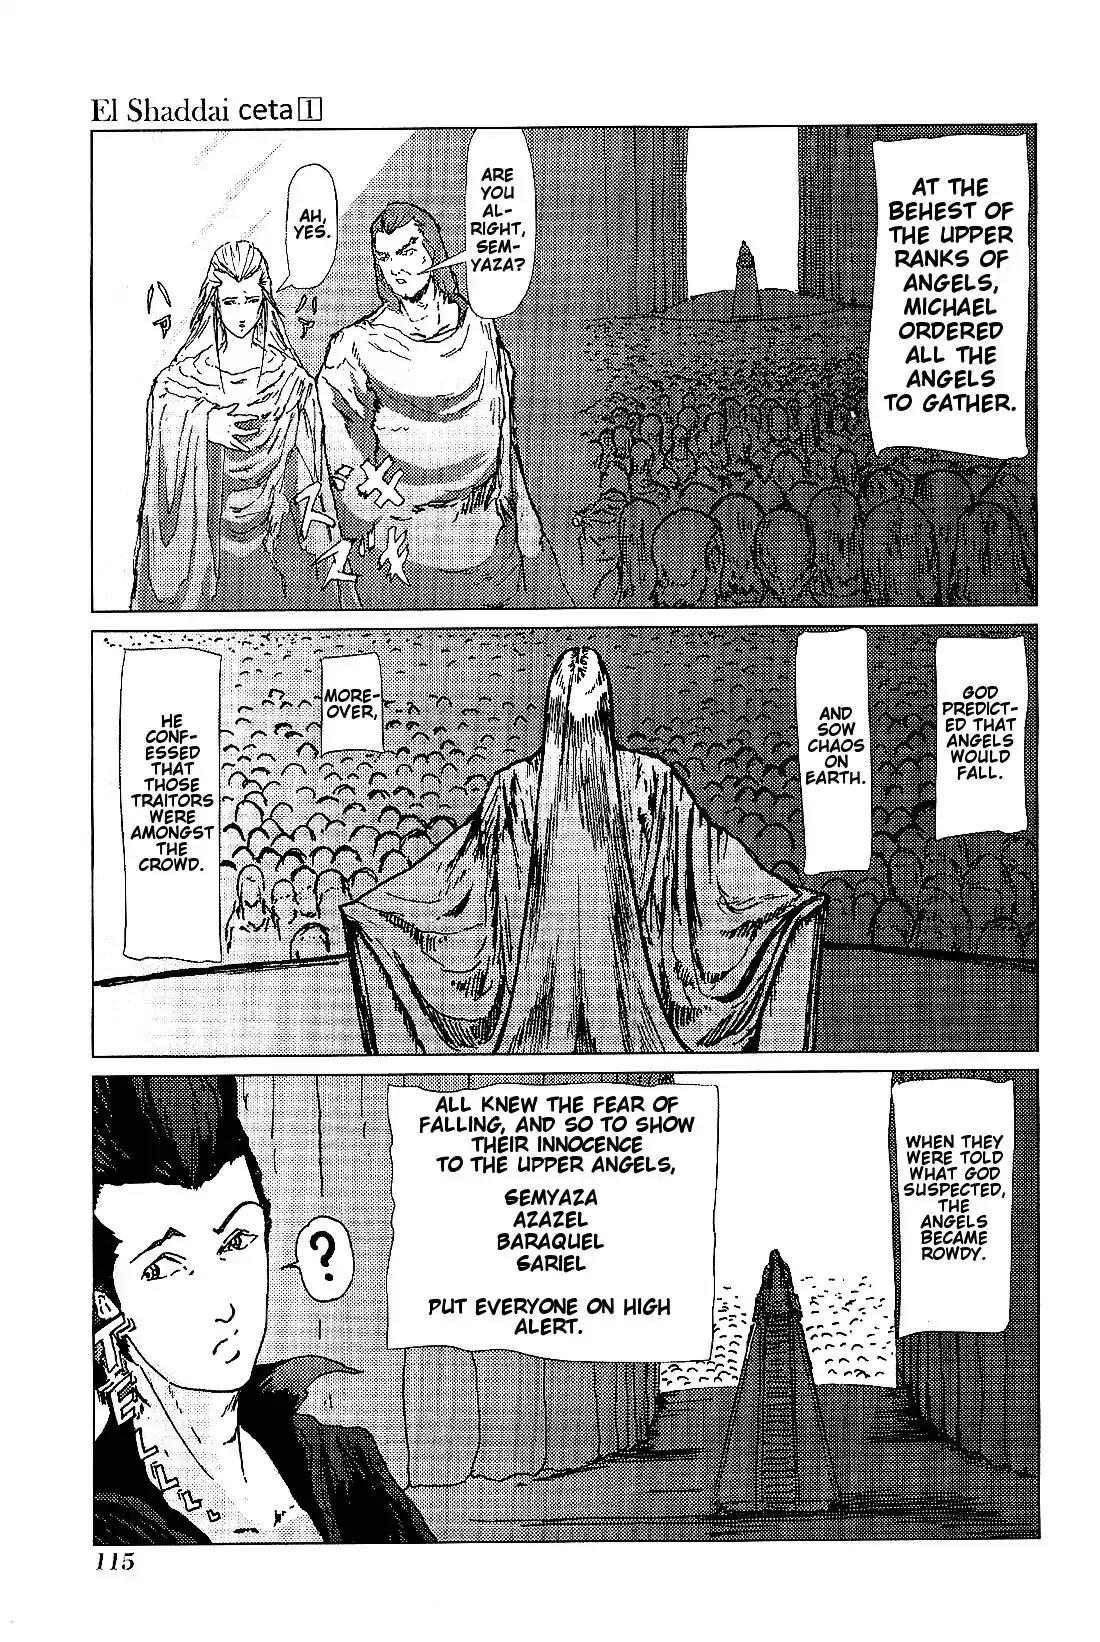 El Shaddai ceta 1
AT THE
BEHEST OF
THE UPPER
RANKS OF
ANGELS,
MICHAEL
ORDERED
ALL THE
ANGELS
TO GATHER.
ARE
YOU
AL-
RIGHT,
SEM-
YAZA?
AH,
YES.
GOD
PREDICT-
ED THAT
ANGELS
WOULD
FALL.
AND
SOW
CHAOS
ON
EARTH.
MORE-
OVER,
HE
CONF-
ESSED
THAT
THOSE
TRAITORS
WERE
AMONGST
THE
CROWD.
WHEN THEY
WERE TOLD
WHAT GOD
SUSPECTED,
THE
ANGELS
BECAME
ROWDY.
ALL KNEW THE FEAR OF
FALLING, AND SO TO SHOW
THEIR INNOCENCE
TO THE UPPER ANGELS,
SEMYAZA
AZAZEL
BARAQUEL
SARIEL
PUT EVERYONE ON HIGH
ALERT.
?
115